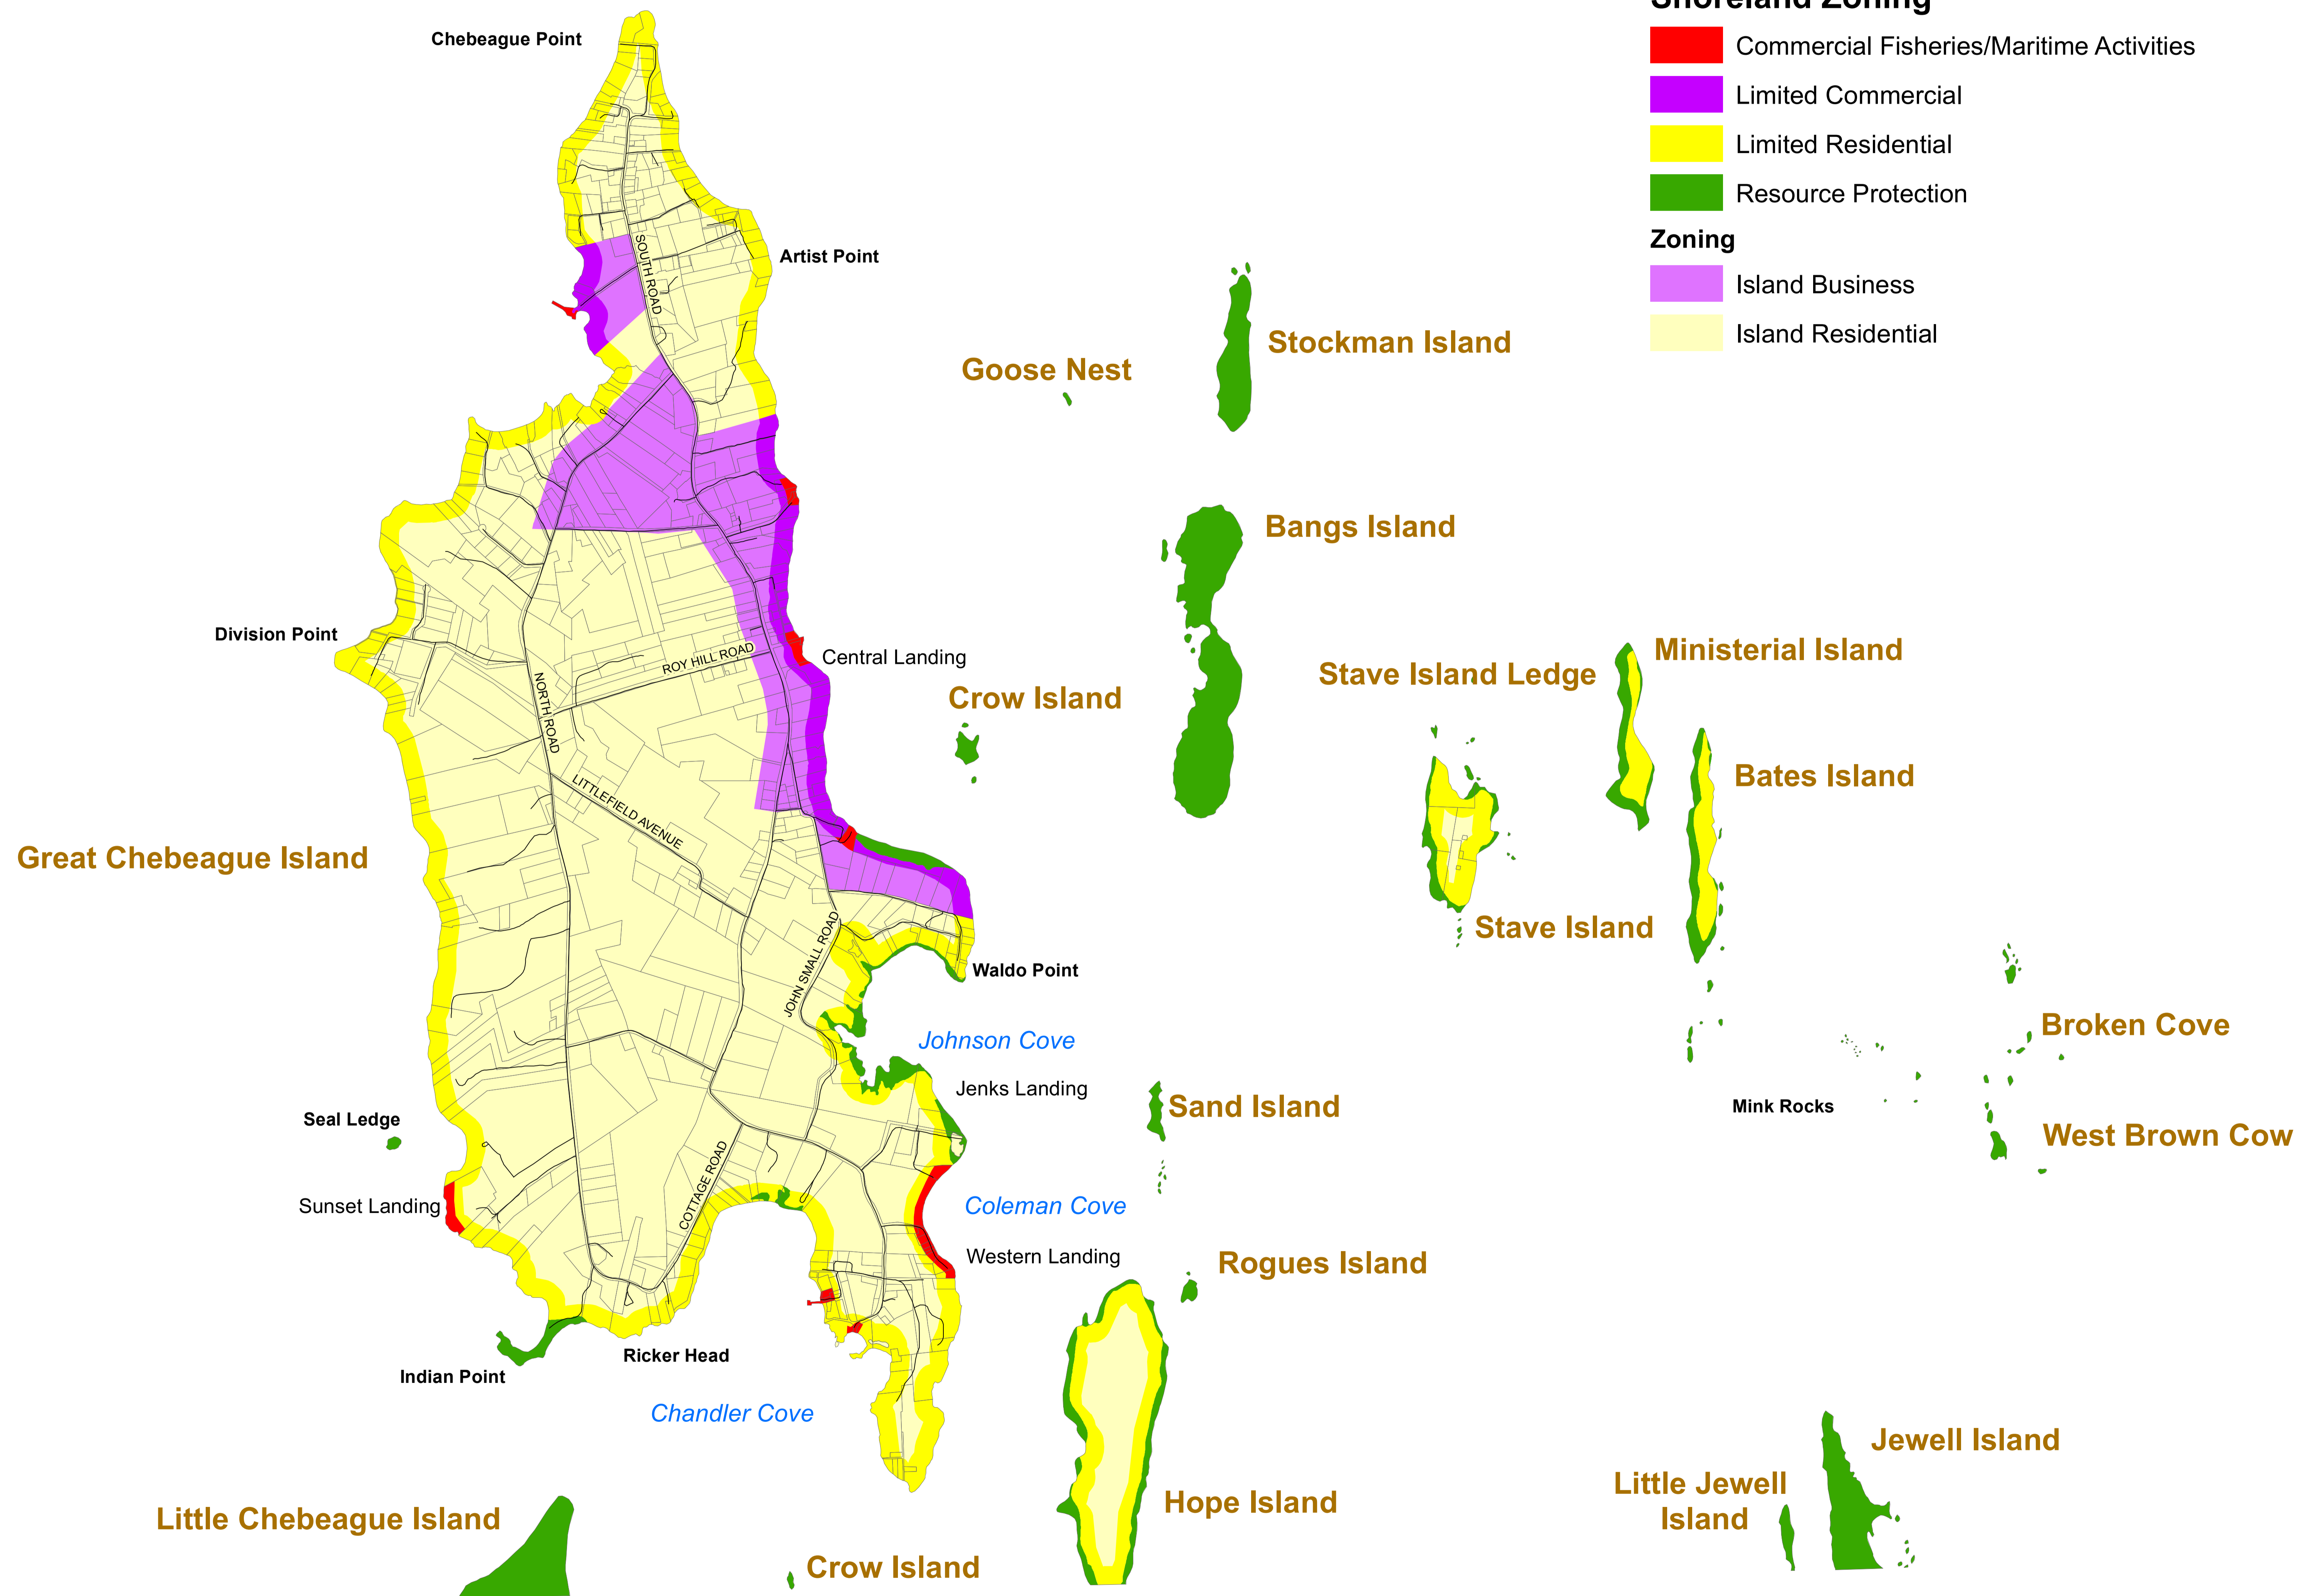 Shoreland Zoning
Commercial Fisheries/Maritime Activities
Limited Commercial
Limited Residential
Resource Protection
Zoning
Island Business
Island Residential
Chebeague Point
SOUTH ROAD
Artist Point
Stockman Island
Goose Nest
Bangs Island
Division Point
ROY HILL ROAD
Central Landing
Ministerial Island
Stave Island Ledge
Crow Island
NORTH ROAD
Bates Island
LITTLEFIELD AVENUE
Great Chebeague Island
Stave Island
JOHN SMALL ROAD
Waldo Point
Broken Cove
Johnson Cove
Jenks Landing
Sand Island
Mink Rocks
Seal Ledge
West Brown Cow
COTTAGE ROAD
Sunset Landing
Coleman Cove
Western Landing
Rogues Island
Ricker Head
Indian Point
Chandler Cove
Jewell Island
Little Jewell
Island
Hope Island
Little Chebeague Island
Crow Island